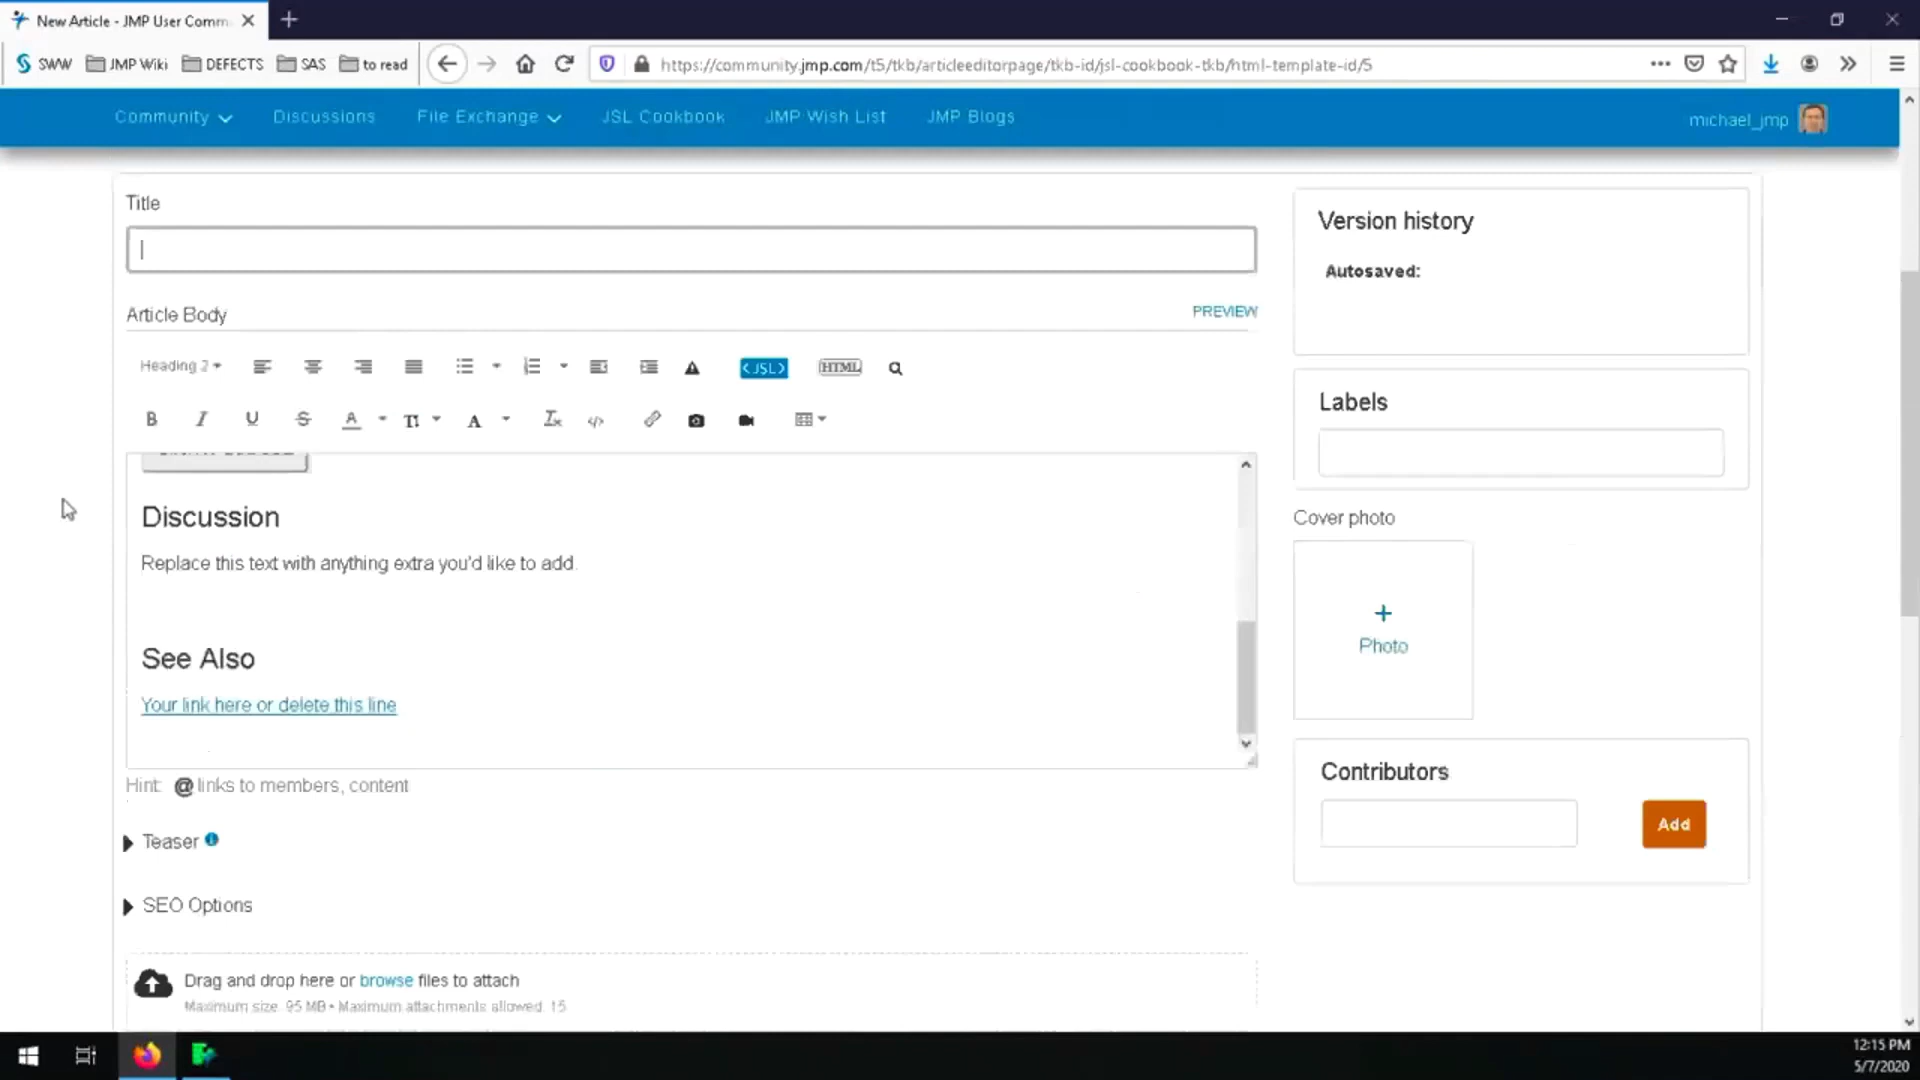 New Article - JMP User Comm
SWW JMP Wiki DEFECTS SAS to read https://community.jmp.com/t5/tkb/articleeditorpage/tkb-id/jsl-cookbook-tkb/html-template-id/5
Community Discussions File Exchange JSL Cookbook JMP Wish List JMP Blogs michael_jmp
Title
Version history
Autosaved:
Article Body PREVIEW
Heading 2 <JSL> HTML
Labels
Discussion
Cover photo
Replace this text with anything extra you'd like to add.
Photo
See Also
Your link here or delete this line
Contributors
Hint: @ links to members, content
Add
Teaser
SEO Options
Drag and drop here or browse files to attach
Maximum size: 95 MB • Maximum attachments allowed: 15
12:15 PM
5/7/2020